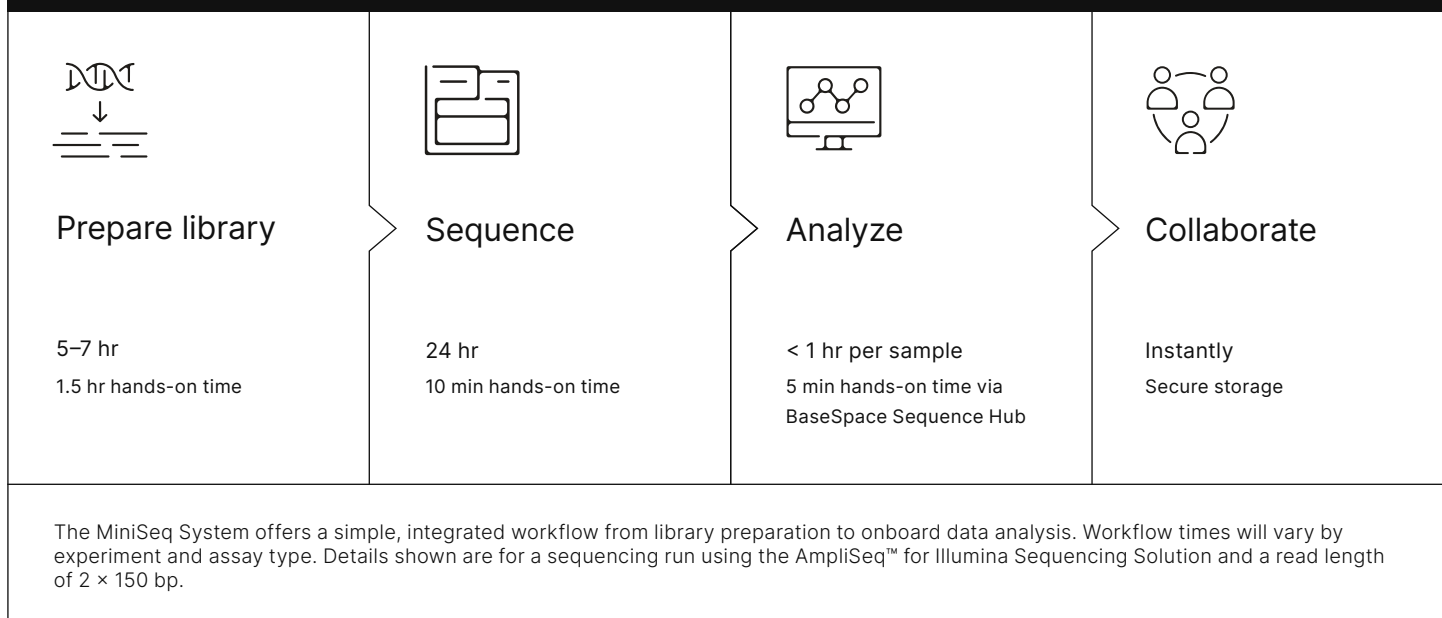 Prepare library
5–7 hr
1.5 hr hands-on time
Sequence
24 hr
10 min hands-on time
Analyze
< 1 hr per sample
5 min hands-on time via
BaseSpace Sequence Hub
Collaborate
Instantly
Secure storage
The MiniSeq System offers a simple, integrated workflow from library preparation to onboard data analysis. Workflow times will vary by
experiment and assay type. Details shown are for a sequencing run using the AmpliSeq™ for Illumina Sequencing Solution and a read length
of 2 × 150 bp.